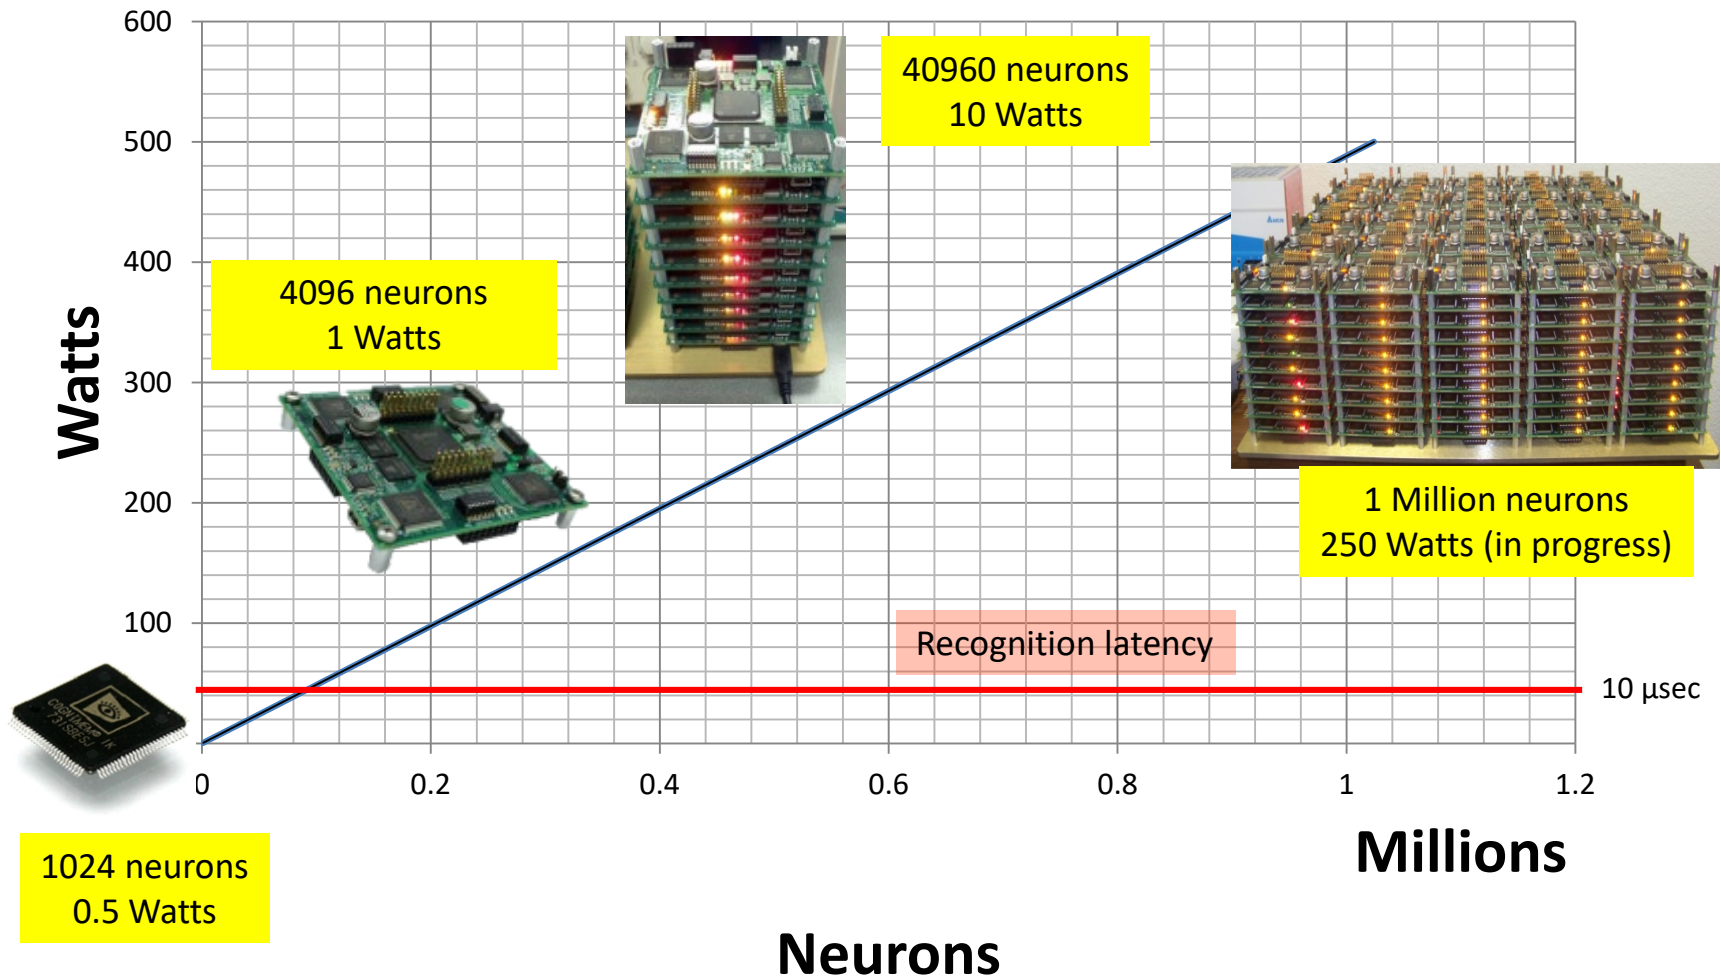 600
500
400
300
200
100
Watts
40960 neurons
10 Watts
4096 neurons
1 Watts
1 Million neurons
250 Watts (in progress)
Recognition latency
10 µsec
0
0.2
0.4
0.6
0.8
1
1.2
Millions
1024 neurons
0.5 Watts
Neurons